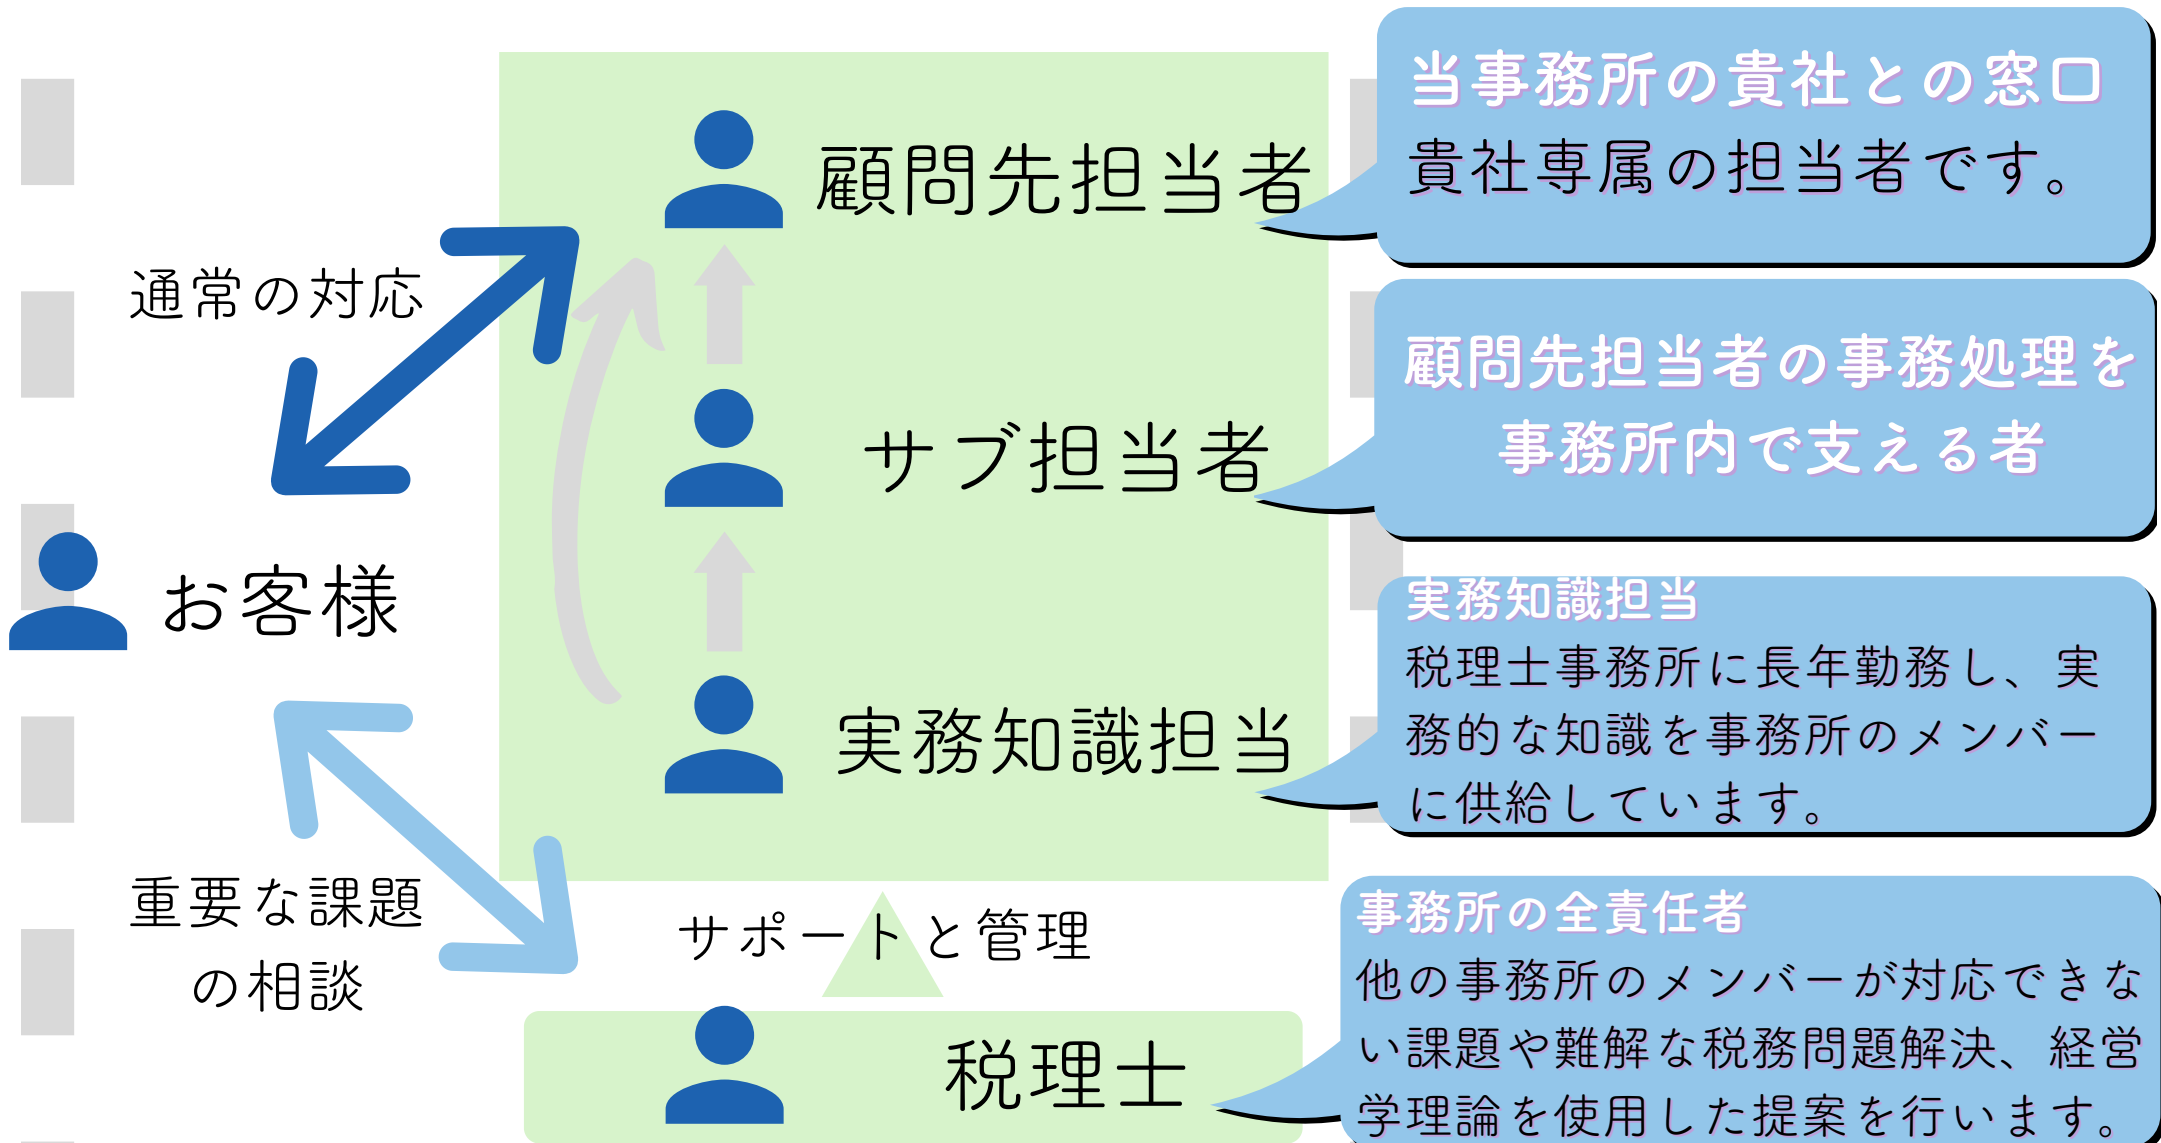 当事務所の貴社との窓口
貴社専属の担当者です。
顧問先担当者
通常の対応
顧問先担当者の事務処理を
事務所内で支える者
サブ担当者
お客様
実務知識担当
税理士事務所に長年勤務し、実
務的な知識を事務所のメンバー
に供給しています。
実務知識担当
重要な課題
の相談
サポートと管理
事務所の全責任者
他の事務所のメンバーが対応できな
い課題や難解な税務問題解決、経営
学理論を使用した提案を行います。
税理士